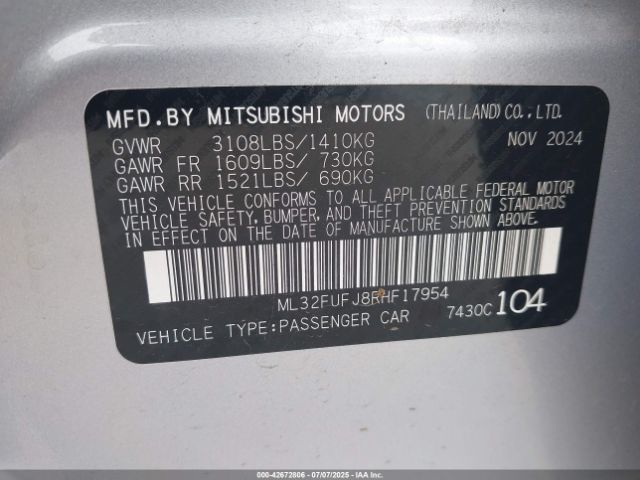 MFD. BY MITSUBISHI MOTORS (THAILAND) CO., LTD.
GVWR 3108LBS/1410KG NOV 2024
GAWR FR 1609LBS/ 730KG
GAWR RR 1521LBS/ 690KG
THIS VEHICLE CONFORMS TO ALL APPLICABLE FEDERAL MOTOR
VEHICLE SAFETY, BUMPER, AND THEFT PREVENTION STANDARDS
IN EFFECT ON THE DATE OF MANUFACTURE SHOWN ABOVE.
ML32FUFJ8RHF17954
VEHICLE TYPE:PASSENGER CAR 7430C 104
000-42672806 - 07/07/2025 - IAAI, Inc.